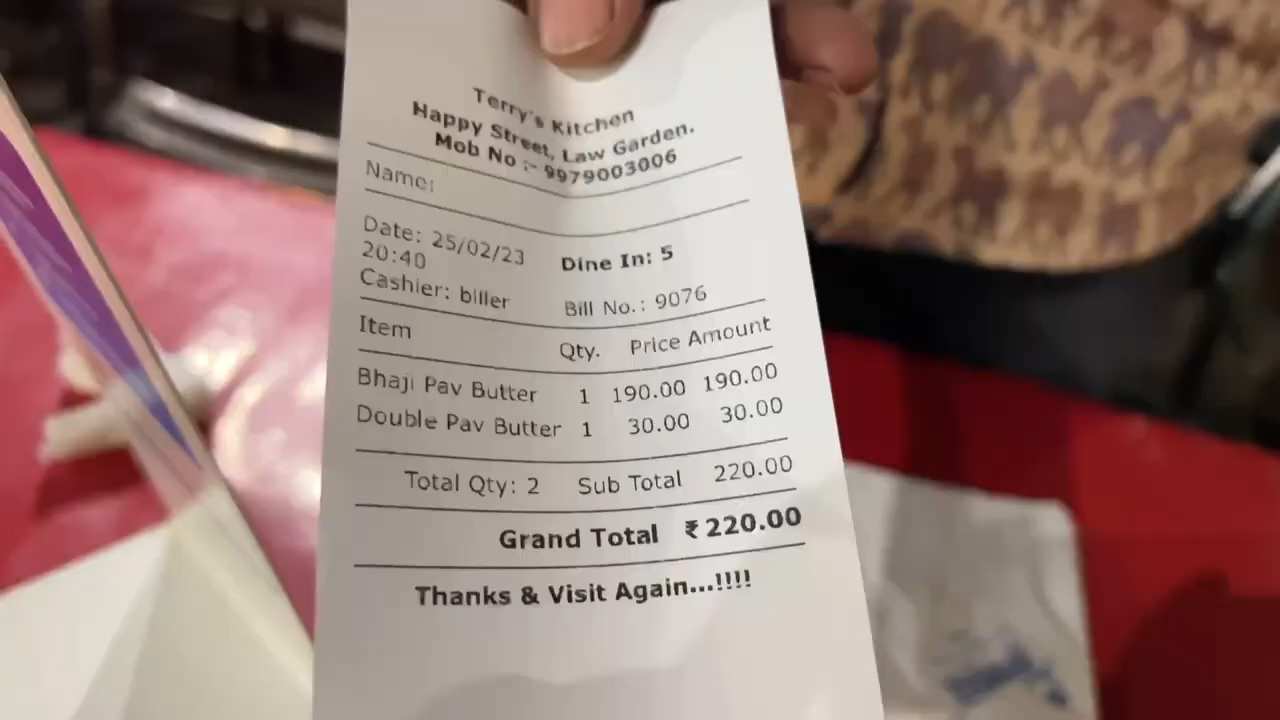 Terry's Kitchen
Happy Street, Law Garden.
Mob No :- 9979003006
Name:
Date: 25/02/23
20:40
Dine In: 5
Cashier: biller
Bill No.: 9076
Item Qty. Price Amount
Bhaji Pav Butter 1 190.00 190.00
Double Pav Butter 1 30.00 30.00
Total Qty: 2 Sub Total 220.00
Grand Total ₹ 220.00
Thanks & Visit Again...!!!!